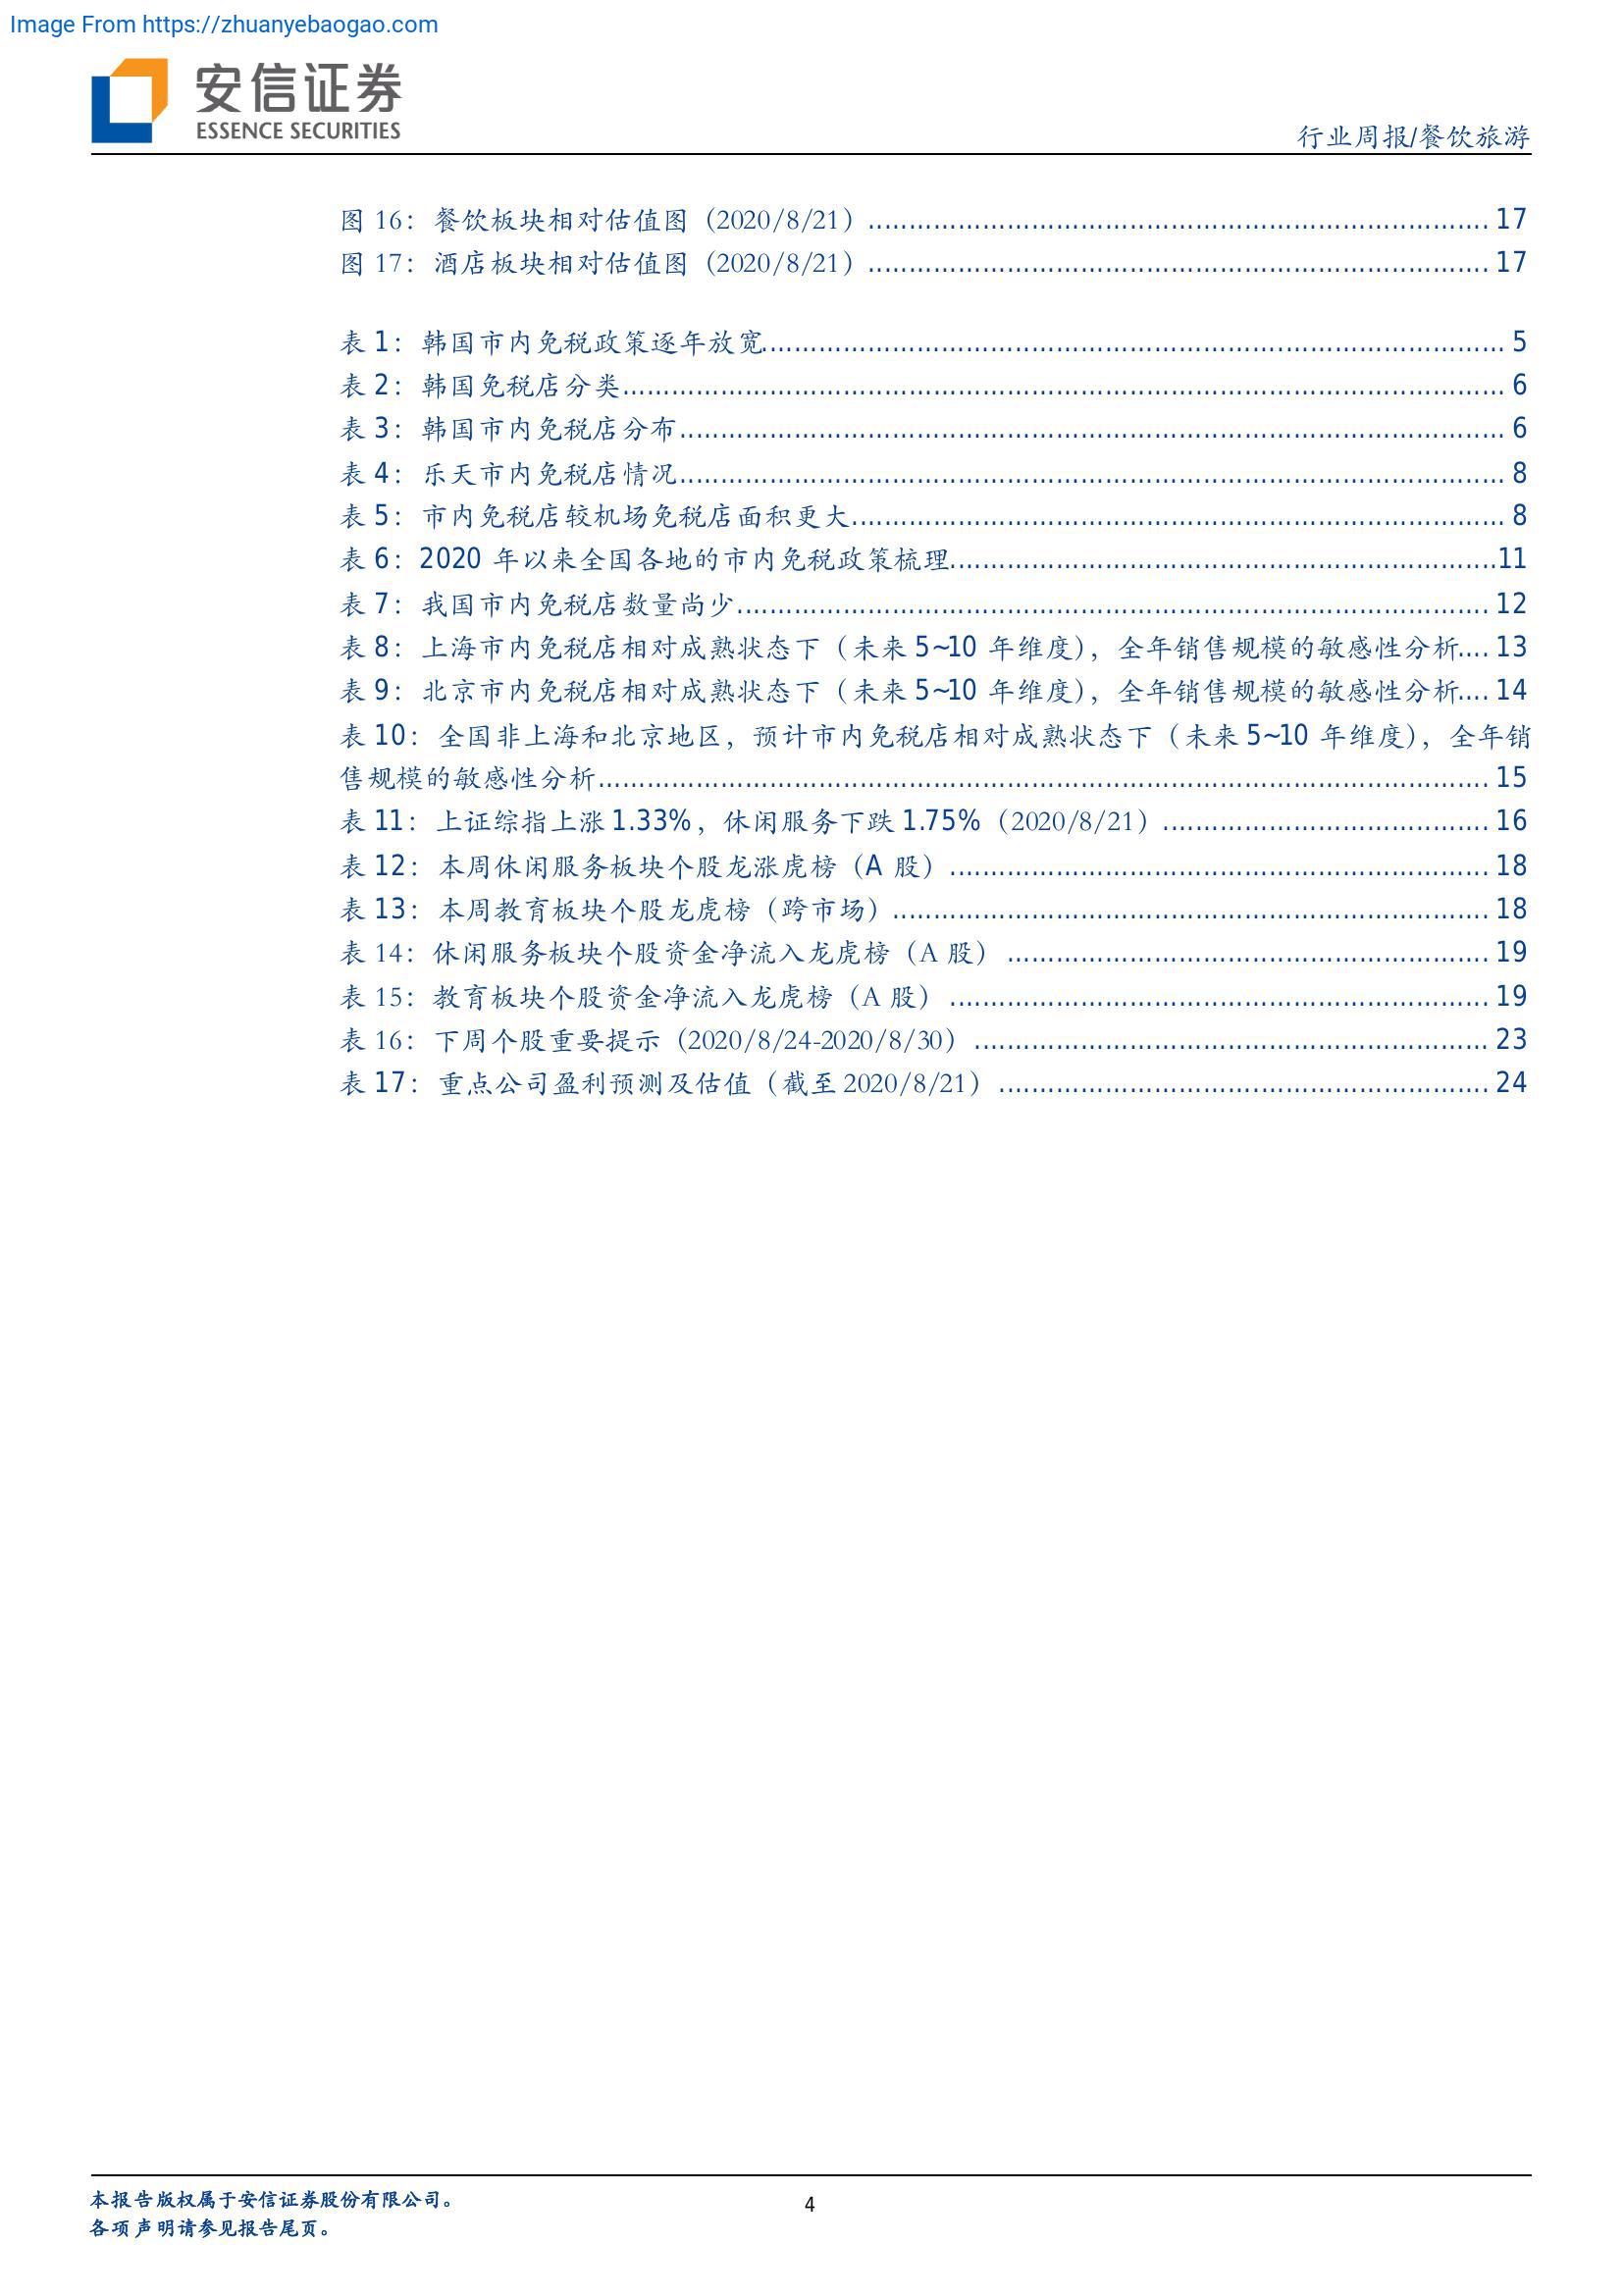 Image From https://zhuanyebaogao.com
安信证券
ESSENCE SECURITIES
行业周报/餐饮旅游
图 16：餐饮板块相对估值图（2020/8/21）........................................ 17
图 17：酒店板块相对估值图（2020/8/21）........................................ 17
表 1：韩国市内免税政策逐年放宽........................................ 5
表 2：韩国免税店分类........................................ 6
表 3：韩国市内免税店分布........................................ 6
表 4：乐天市内免税店情况........................................ 8
表 5：市内免税店较机场免税店面积更大........................................ 8
表 6：2020 年以来全国各地的市内免税政策梳理........................................11
表 7：我国市内免税店数量尚少........................................ 12
表 8：上海市内免税店相对成熟状态下（未来 5~10 年维度），全年销售规模的敏感性分析.... 13
表 9：北京市内免税店相对成熟状态下（未来 5~10 年维度），全年销售规模的敏感性分析.... 14
表 10：全国非上海和北京地区，预计市内免税店相对成熟状态下（未来 5~10 年维度），全年销
售规模的敏感性分析........................................ 15
表 11：上证综指上涨 1.33%，休闲服务下跌 1.75%（2020/8/21）........................................ 16
表 12：本周休闲服务板块个股龙涨虎榜（A 股）........................................ 18
表 13：本周教育板块个股龙虎榜（跨市场）........................................ 18
表 14：休闲服务板块个股资金净流入龙虎榜（A 股）........................................ 19
表 15：教育板块个股资金净流入龙虎榜（A 股）........................................ 19
表 16：下周个股重要提示（2020/8/24-2020/8/30）........................................ 23
表 17：重点公司盈利预测及估值（截至 2020/8/21）........................................ 24
本报告版权属于安信证券股份有限公司。
4
各项声明请参见报告尾页。